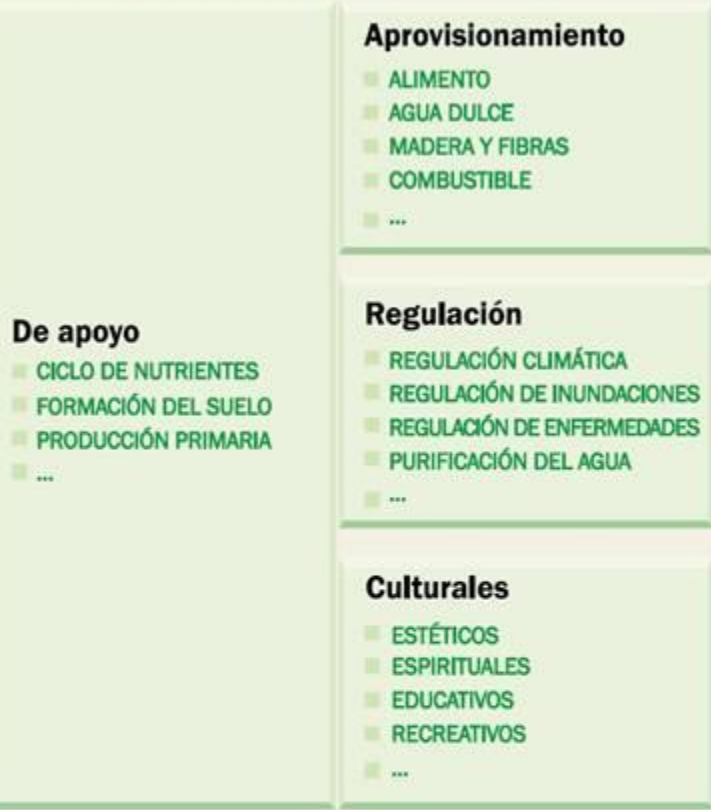 De apoyo
CICLO DE NUTRIENTES
FORMACIÓN DEL SUELO
PRODUCCIÓN PRIMARIA
...
Aprovisionamiento
ALIMENTO
AGUA DULCE
MADERA Y FIBRAS
COMBUSTIBLE
...
Regulación
REGULACIÓN CLIMÁTICA
REGULACIÓN DE INUNDACIONES
REGULACIÓN DE ENFERMEDADES
PURIFICACIÓN DEL AGUA
...
Culturales
ESTÉTICOS
ESPIRITUALES
EDUCATIVOS
RECREATIVOS
...